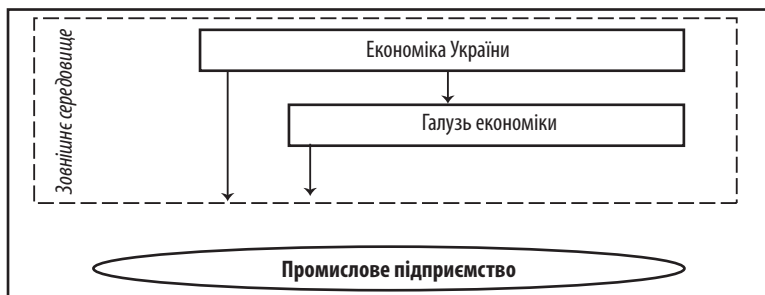 Зовнішнє середовище
Економіка України
Галузь економіки
Промислове підприємство